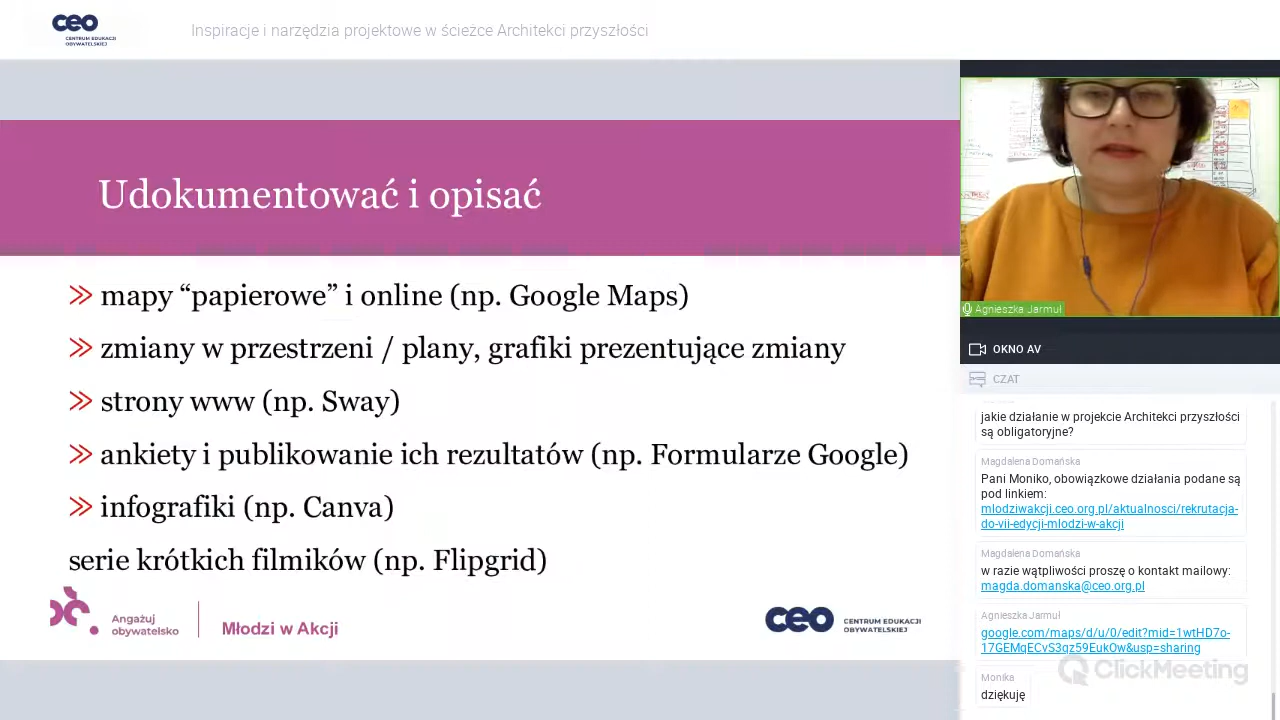 ceo
CENTRUM EDUKACJI
OBYWATELSKIEJ
Inspiracje i narzędzia projektowe w ścieżce Architekci przyszłości
Udokumentować i opisać
» mapy “papierowe” i online (np. Google Maps)
» zmiany w przestrzeni / plany, grafiki prezentujące zmiany
» strony www (np. Sway)
» ankiety i publikowanie ich rezultatów (np. Formularze Google)
» infografiki (np. Canva)
serie krótkich filmików (np. Flipgrid)
Angażuj
obywatelsko
Młodzi w Akcji
ceo
CENTRUM EDUKACJI
OBYWATELSKIEJ
Agnieszka Jarmuł
OKNO AV
CZAT
jakie działanie w projekcie Architekci przyszłości
są obligatoryjne?
Magdalena Domańska
Pani Moniko, obowiązkowe działania podane są
pod linkiem:
mlodziwakcji.ceo.org.pl/aktualnosci/rekrutacja-
do-vii-edycji-mlodzi-w-akcji
Magdalena Domańska
w razie wątpliwości proszę o kontakt mailowy:
magda.domanska@ceo.org.pl
Agnieszka Jarmuł
google.com/maps/d/u/0/edit?mid=1wtHD7o-
17GEMqECvS3qz59EukOw&usp=sharing
ClickMeeting
Monika
dziękuję